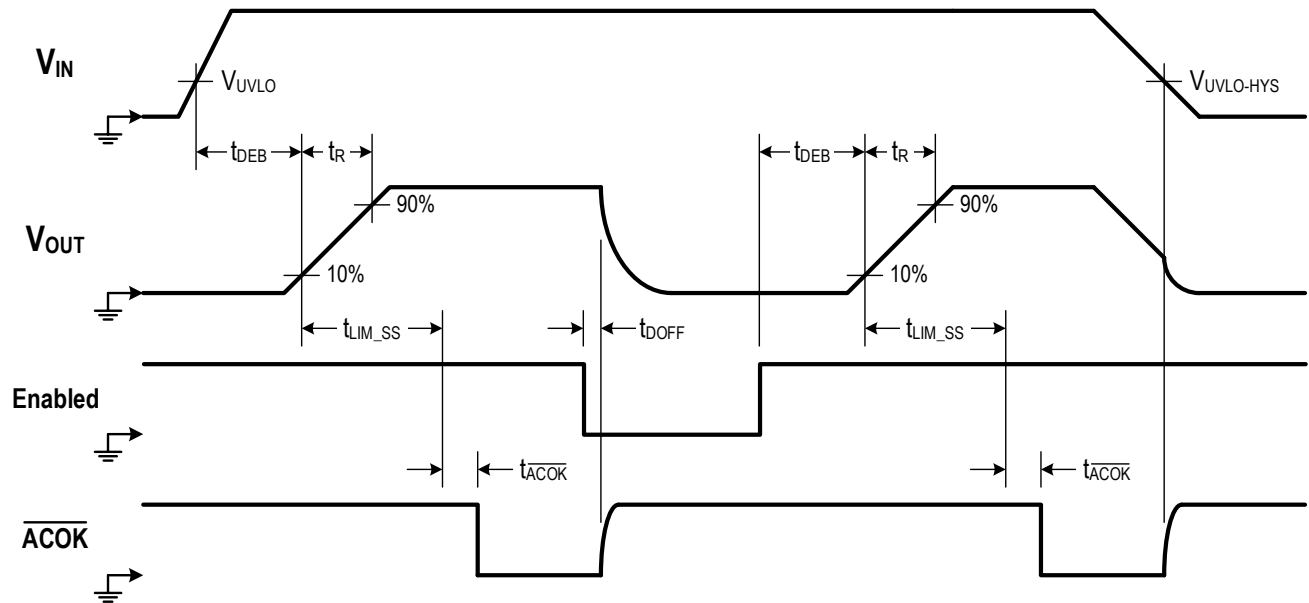 VIN
VUVLO
VUVLO-HYS
tDEB
tR
tDEB
tR
90%
90%
VOUT
10%
10%
tLIM_SS
tDOFF
tLIM_SS
Enabled
tACOK
tACOK
ACOK